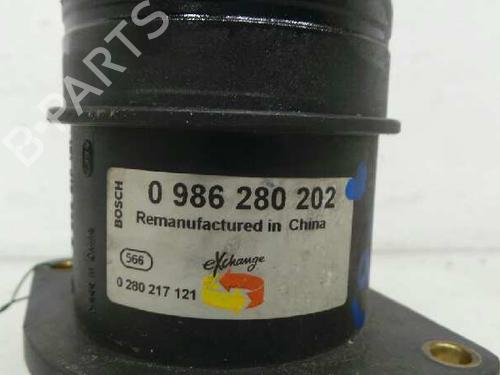 B-PARTS
BOSCH
0 986 280 202
Remanufactured in China
566
eXchange
0 280 217 121